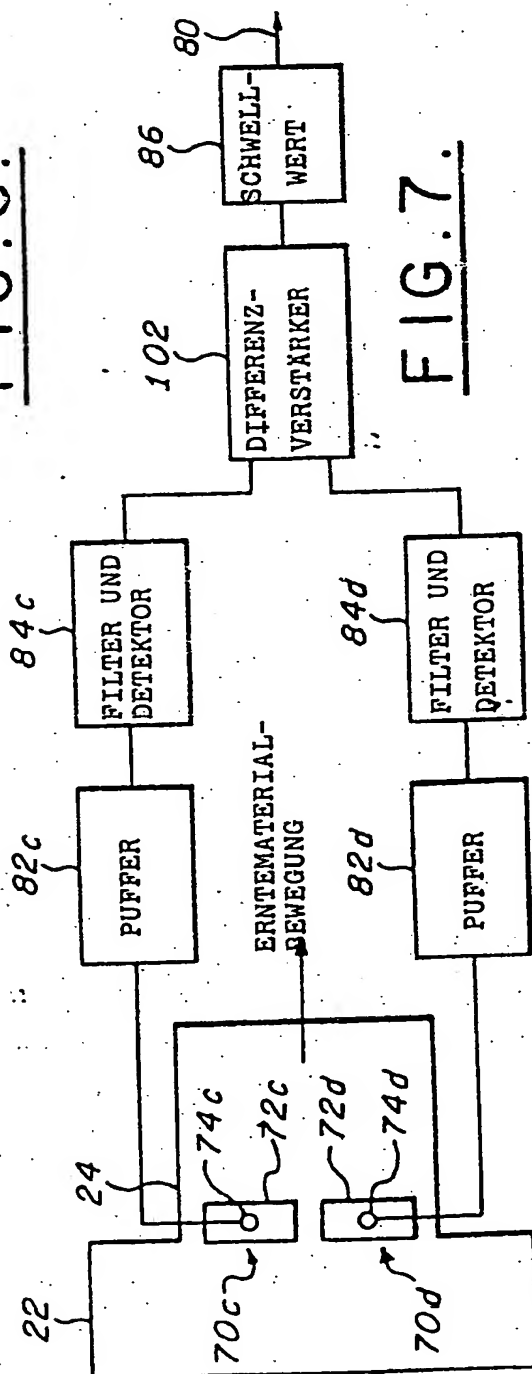 22
24
70c
74c
72c
72d
74d
70d
82c
PUFFER
84c
FILTER UND
DETEKTOR
ERNTEMATERIAL-
BEWEGUNG
82d
PUFFER
84d
FILTER UND
DETEKTOR
102
DIFFERENZ-
VERSTÄRKER
86
SCHWELL-
WERT
80
FIG.7.